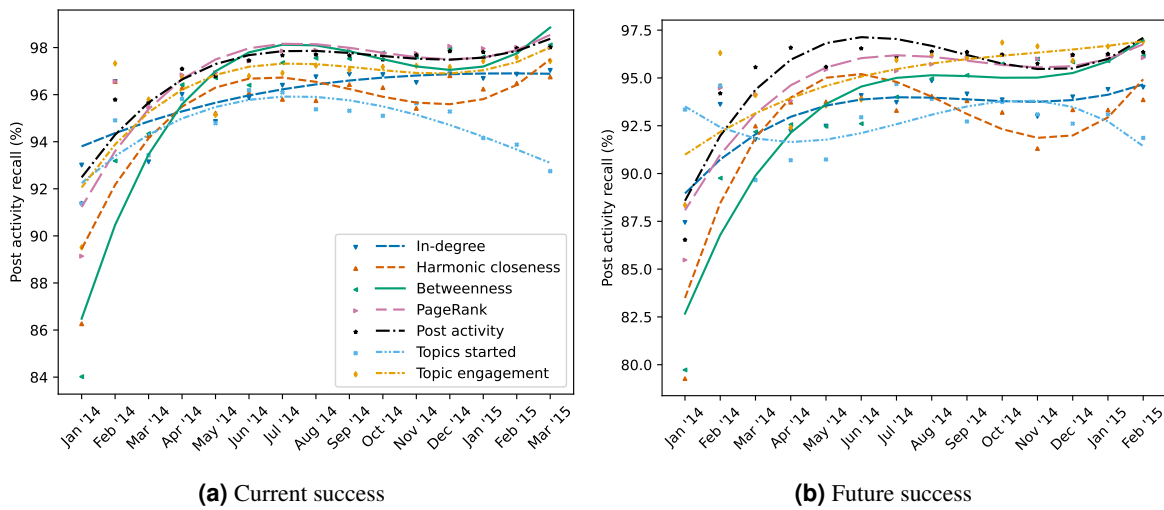 Post activity recall (%)
98
96
94
92
90
88
86
84
In-degree
Harmonic closeness
Betweenness
PageRank
Post activity
Topics started
Topic engagement
Jan '14
Feb '14
Mar '14
Apr '14
May '14
Jun '14
Jul '14
Aug '14
Sep '14
Oct '14
Nov '14
Dec '14
Jan '15
Feb '15
Mar '15
(a) Current success
Post activity recall (%)
97.5
95.0
92.5
90.0
87.5
85.0
82.5
80.0
Jan '14
Feb '14
Mar '14
Apr '14
May '14
Jun '14
Jul '14
Aug '14
Sep '14
Oct '14
Nov '14
Dec '14
Jan '15
Feb '15
(b) Future success